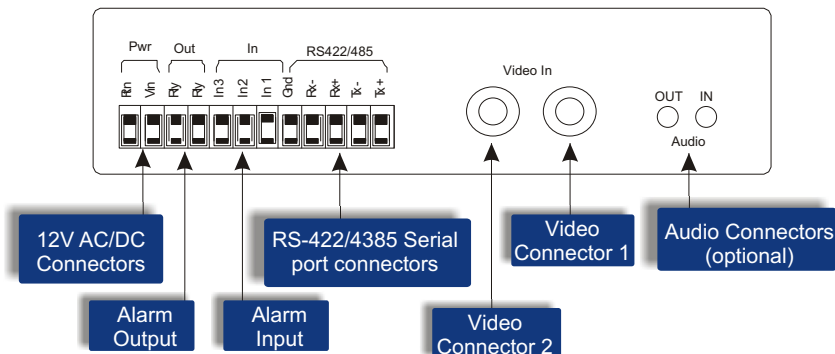 Pwr Out In RS422/485
Rtn Vin Rly Rly In3 In2 In 1 Gnd Rx- Rx+ Tx- Tx+
Video In
OUT IN
Audio
12V AC/DC
Connectors
RS-422/4385 Serial
port connectors
Video
Connector 1
Audio Connectors
(optional)
Alarm
Output
Alarm
Input
Video
Connector 2